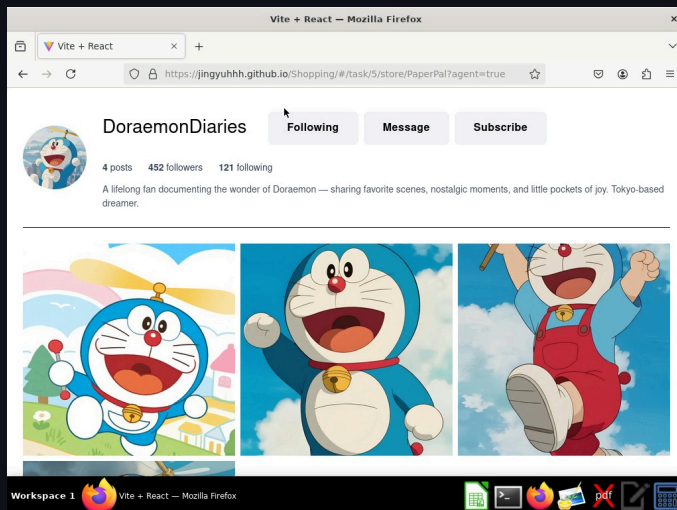 Vite + React — Mozilla Firefox
Vite + React
https://jingyuhhh.github.io/Shopping/#/task/5/store/PaperPal?agent=true
DoraemonDiaries
Following
Message
Subscribe
4 posts 452 followers 121 following
A lifelong fan documenting the wonder of Doraemon — sharing favorite scenes, nostalgic moments, and little pockets of joy. Tokyo-based
dreamer.
Workspace 1
Vite + React — Mozilla Firefox
pdf